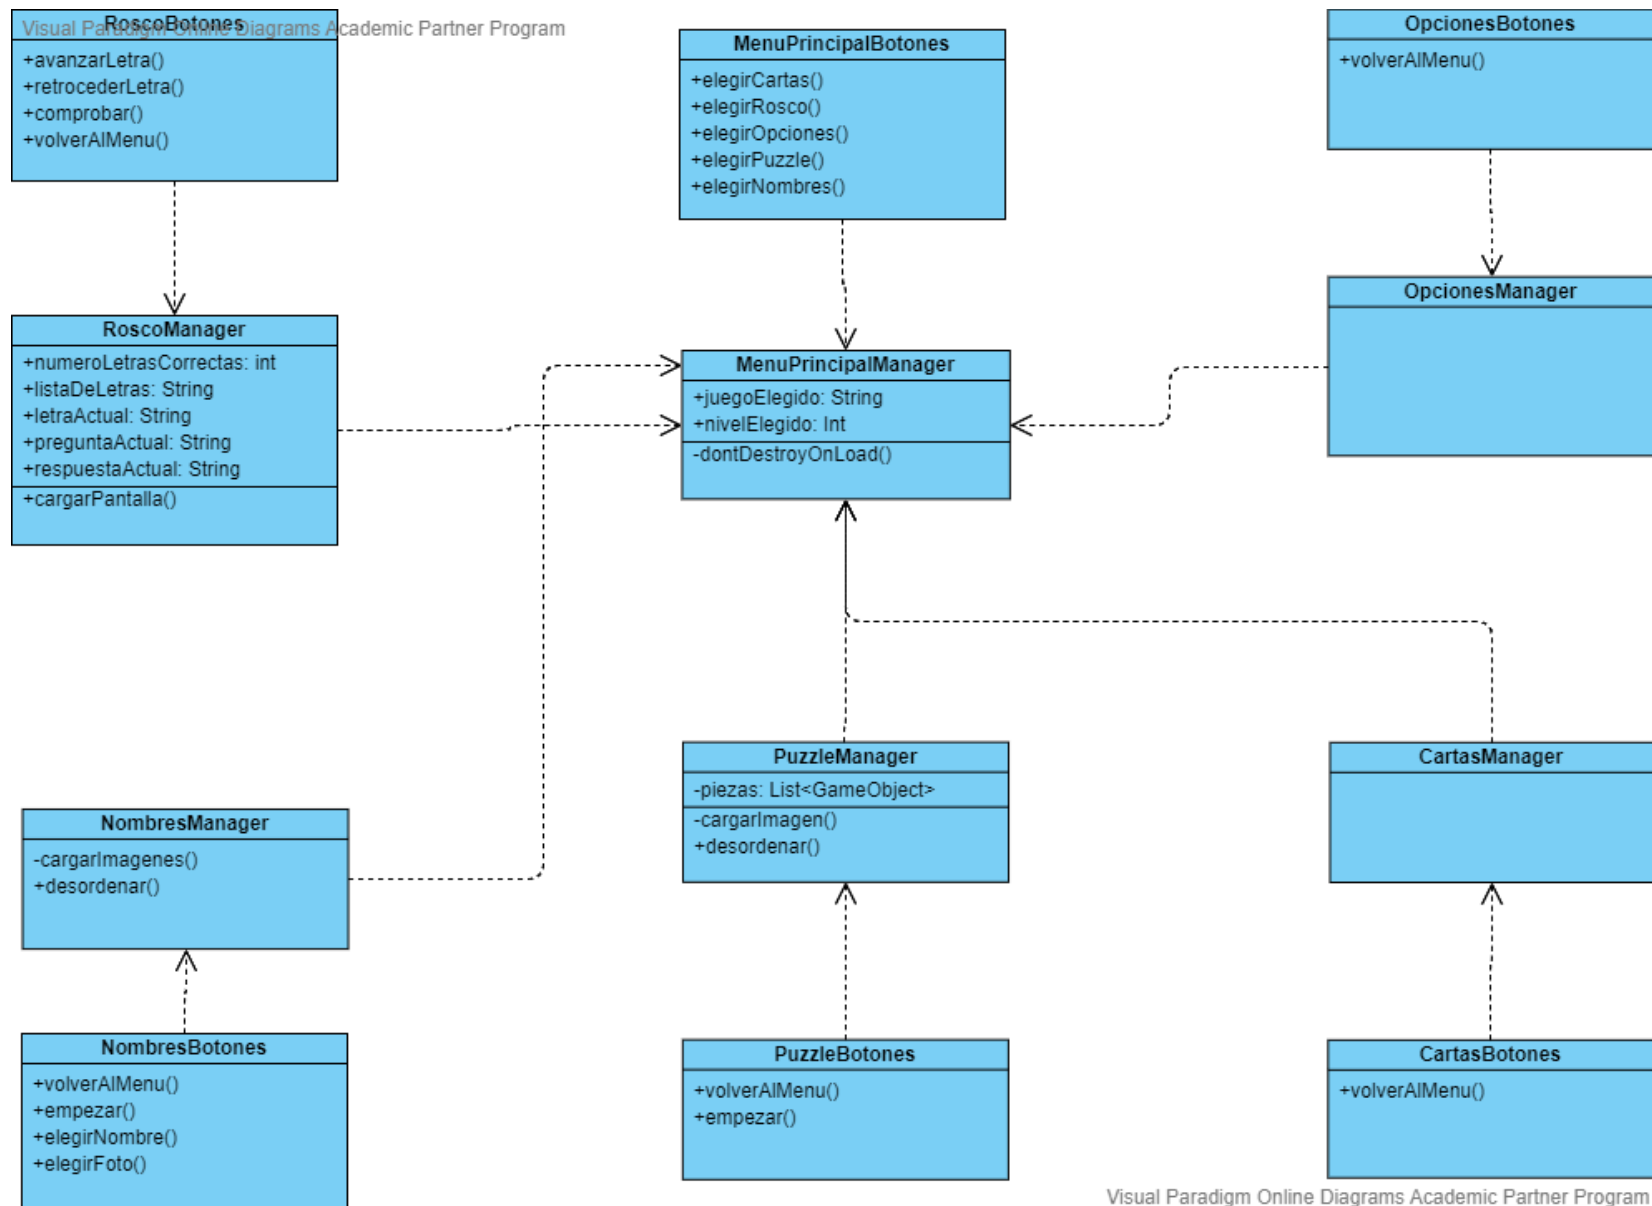 RoscoBotones
Visual Paradigm Online Diagrams Academic Partner Program
+avanzarLetra()
+retrocederLetra()
+comprobar()
+volverAlMenu()
MenuPrincipalBotones
+elegirCartas()
+elegirRosco()
+elegirOpciones()
+elegirPuzzle()
+elegirNombres()
OpcionesBotones
+volverAlMenu()
RoscoManager
+numeroLetrasCorrectas: int
+listaDeLetras: String
+letraActual: String
+preguntaActual: String
+respuestaActual: String
+cargarPantalla()
MenuPrincipalManager
+juegoElegido: String
+nivelElegido: Int
-dontDestroyOnLoad()
OpcionesManager
NombresManager
-cargarImagenes()
+desordenar()
PuzzleManager
-piezas: List<GameObject>
-cargarImagen()
+desordenar()
CartasManager
NombresBotones
+volverAlMenu()
+empezar()
+elegirNombre()
+elegirFoto()
PuzzleBotones
+volverAlMenu()
+empezar()
CartasBotones
+volverAlMenu()
Visual Paradigm Online Diagrams Academic Partner Program